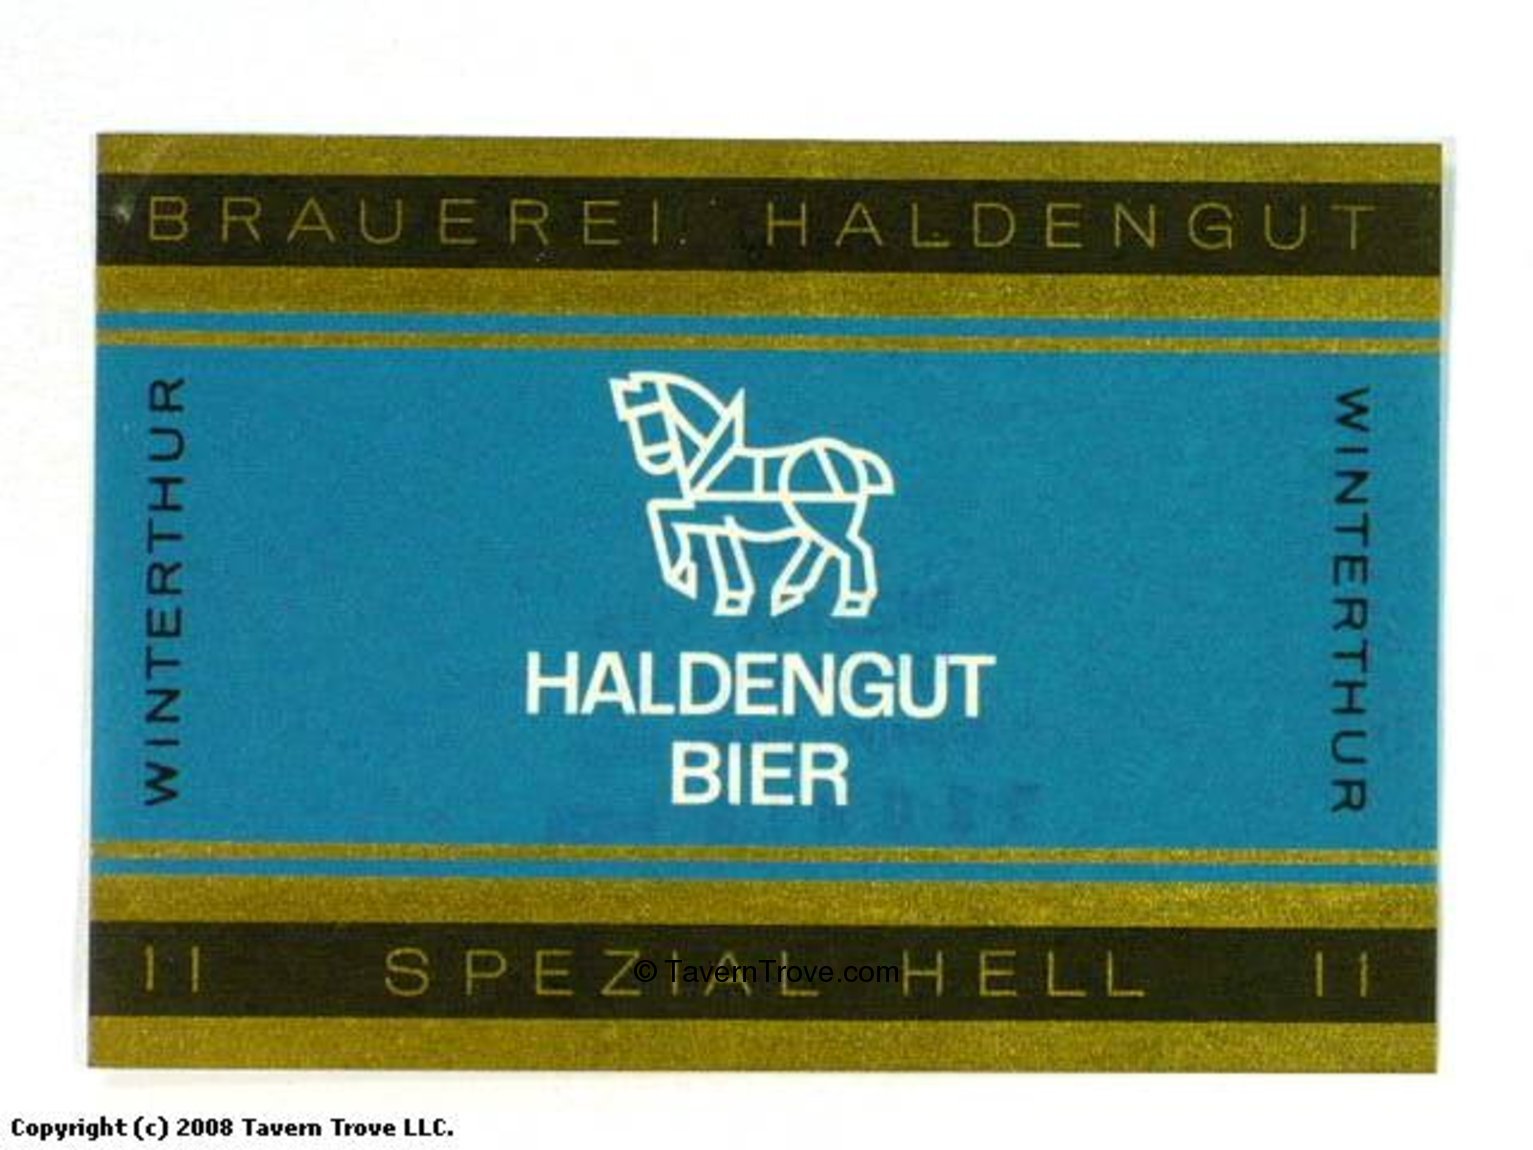 BRAUEREI HALDENGUT
WINTERTHUR
WINTERTHUR
HALDENGUT
BIER
11 SPEZIAL HELL 11
© TavernTrove.com
Copyright (c) 2008 Tavern Trove LLC.